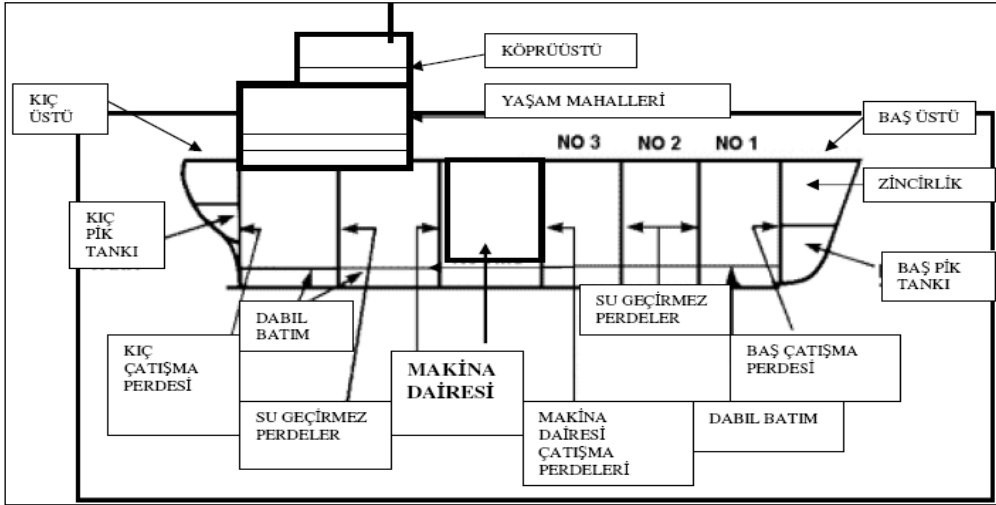 KÖPRÜÜSTÜ
KIÇ
ÜSTÜ
YAŞAM MAHALLERİ
BAŞ ÜSTÜ
NO 3
NO 2
NO 1
ZİNCİRLİK
KIÇ
PİK
TANKI
BAŞ PİK
TANKI
SU GEÇİRMEZ
PERDELER
DABIL
BATIM
KIÇ
ÇATIŞMA
PERDESİ
MAKİNA
DAİRESİ
BAŞ ÇATIŞMA
PERDESİ
SU GEÇİRMEZ
PERDELER
MAKİNA
DAİRESİ
ÇATIŞMA
PERDELERİ
DABIL BATIM